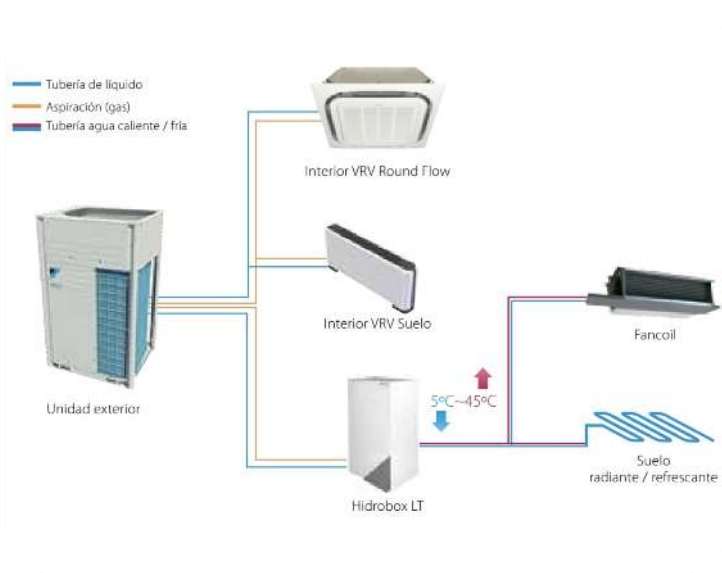 Tubería de líquido
Aspiración (gas)
Tubería agua caliente / fría
Interior VRV Round Flow
Interior VRV Suelo
Fancoil
Unidad exterior
5ºC~45ºC
Suelo
radiante / refrescante
Hidrobox LT